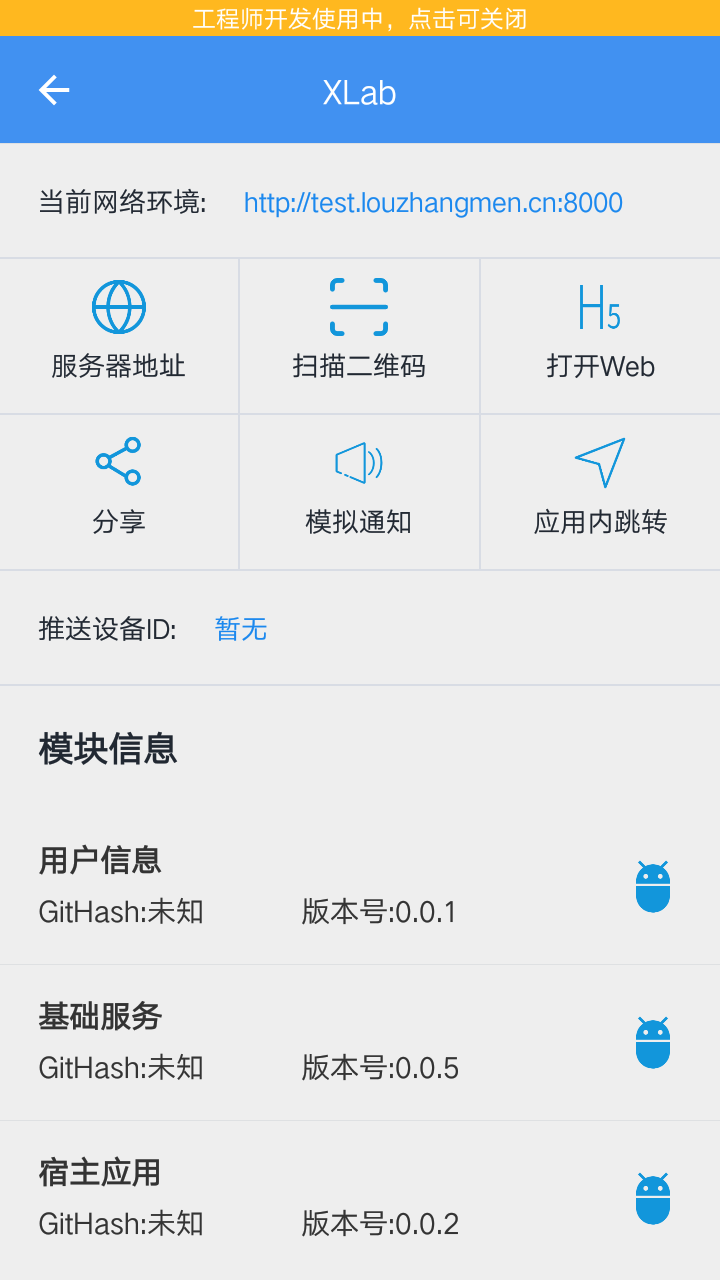 工程师开发使用中，点击可关闭
XLab
当前网络环境: http://test.louzhangmen.cn:8000
服务器地址 扫描二维码 打开Web
分享 模拟通知 应用内跳转
推送设备ID: 暂无
模块信息
用户信息
GitHash:未知 版本号:0.0.1
基础服务
GitHash:未知 版本号:0.0.5
宿主应用
GitHash:未知 版本号:0.0.2